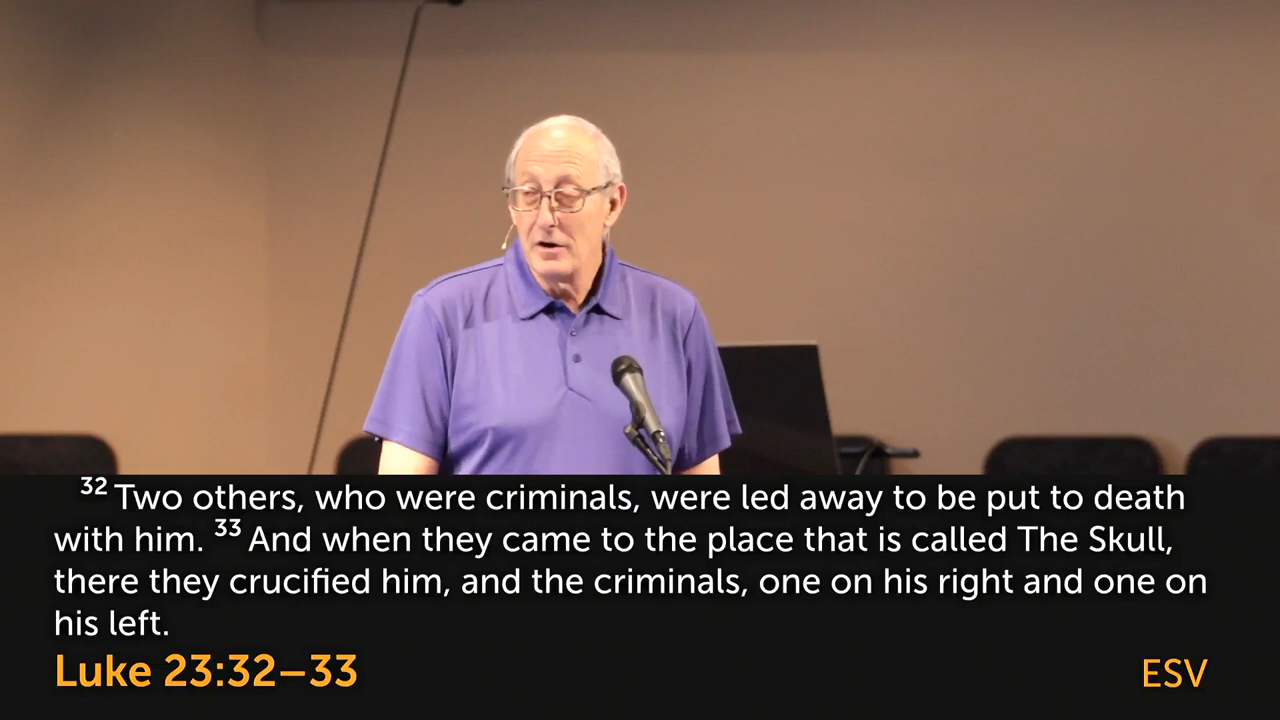 32 Two others, who were criminals, were led away to be put to death
with him. 33 And when they came to the place that is called The Skull,
there they crucified him, and the criminals, one on his right and one on
his left.
Luke 23:32–33
ESV